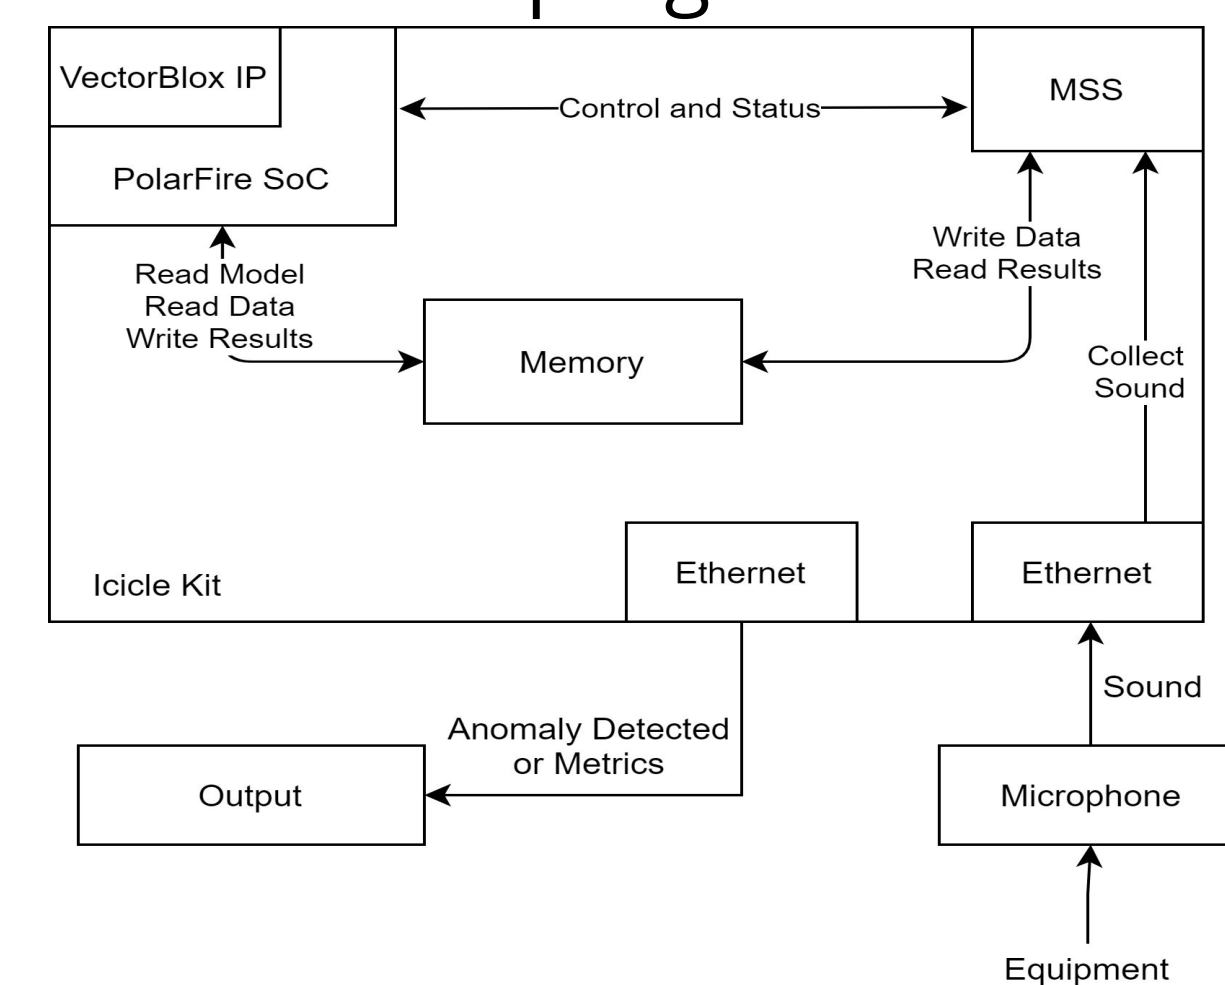 VectorBlox IP
PolarFire SoC
Control and Status
MSS
Read Model
Read Data
Write Results
Memory
Write Data
Read Results
Collect
Sound
Icicle Kit
Ethernet
Ethernet
Sound
Anomaly Detected
or Metrics
Output
Microphone
Equipment